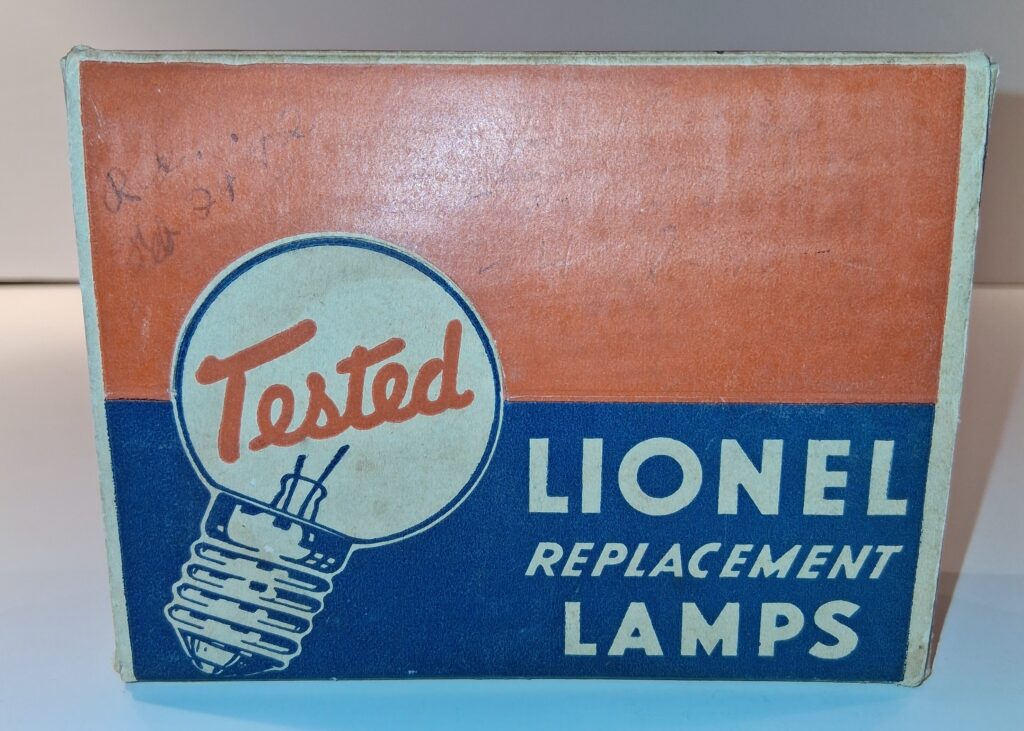 Tested
LIONEL
REPLACEMENT
LAMPS